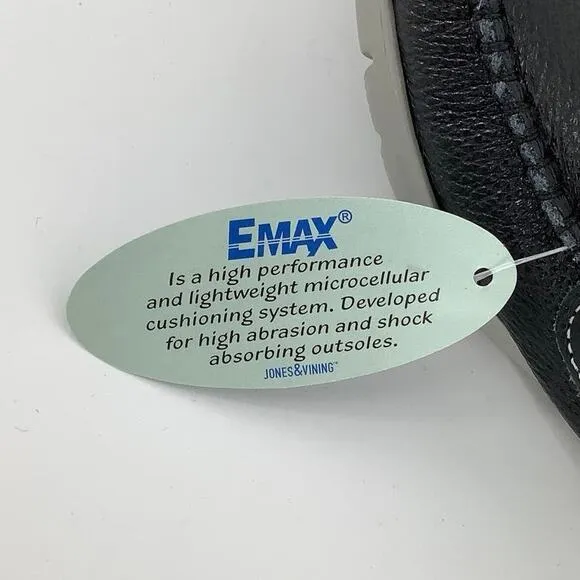 EMAX®
Is a high performance
and lightweight microcellular
cushioning system. Developed
for high abrasion and shock
absorbing outsoles.
JONES&VINING™